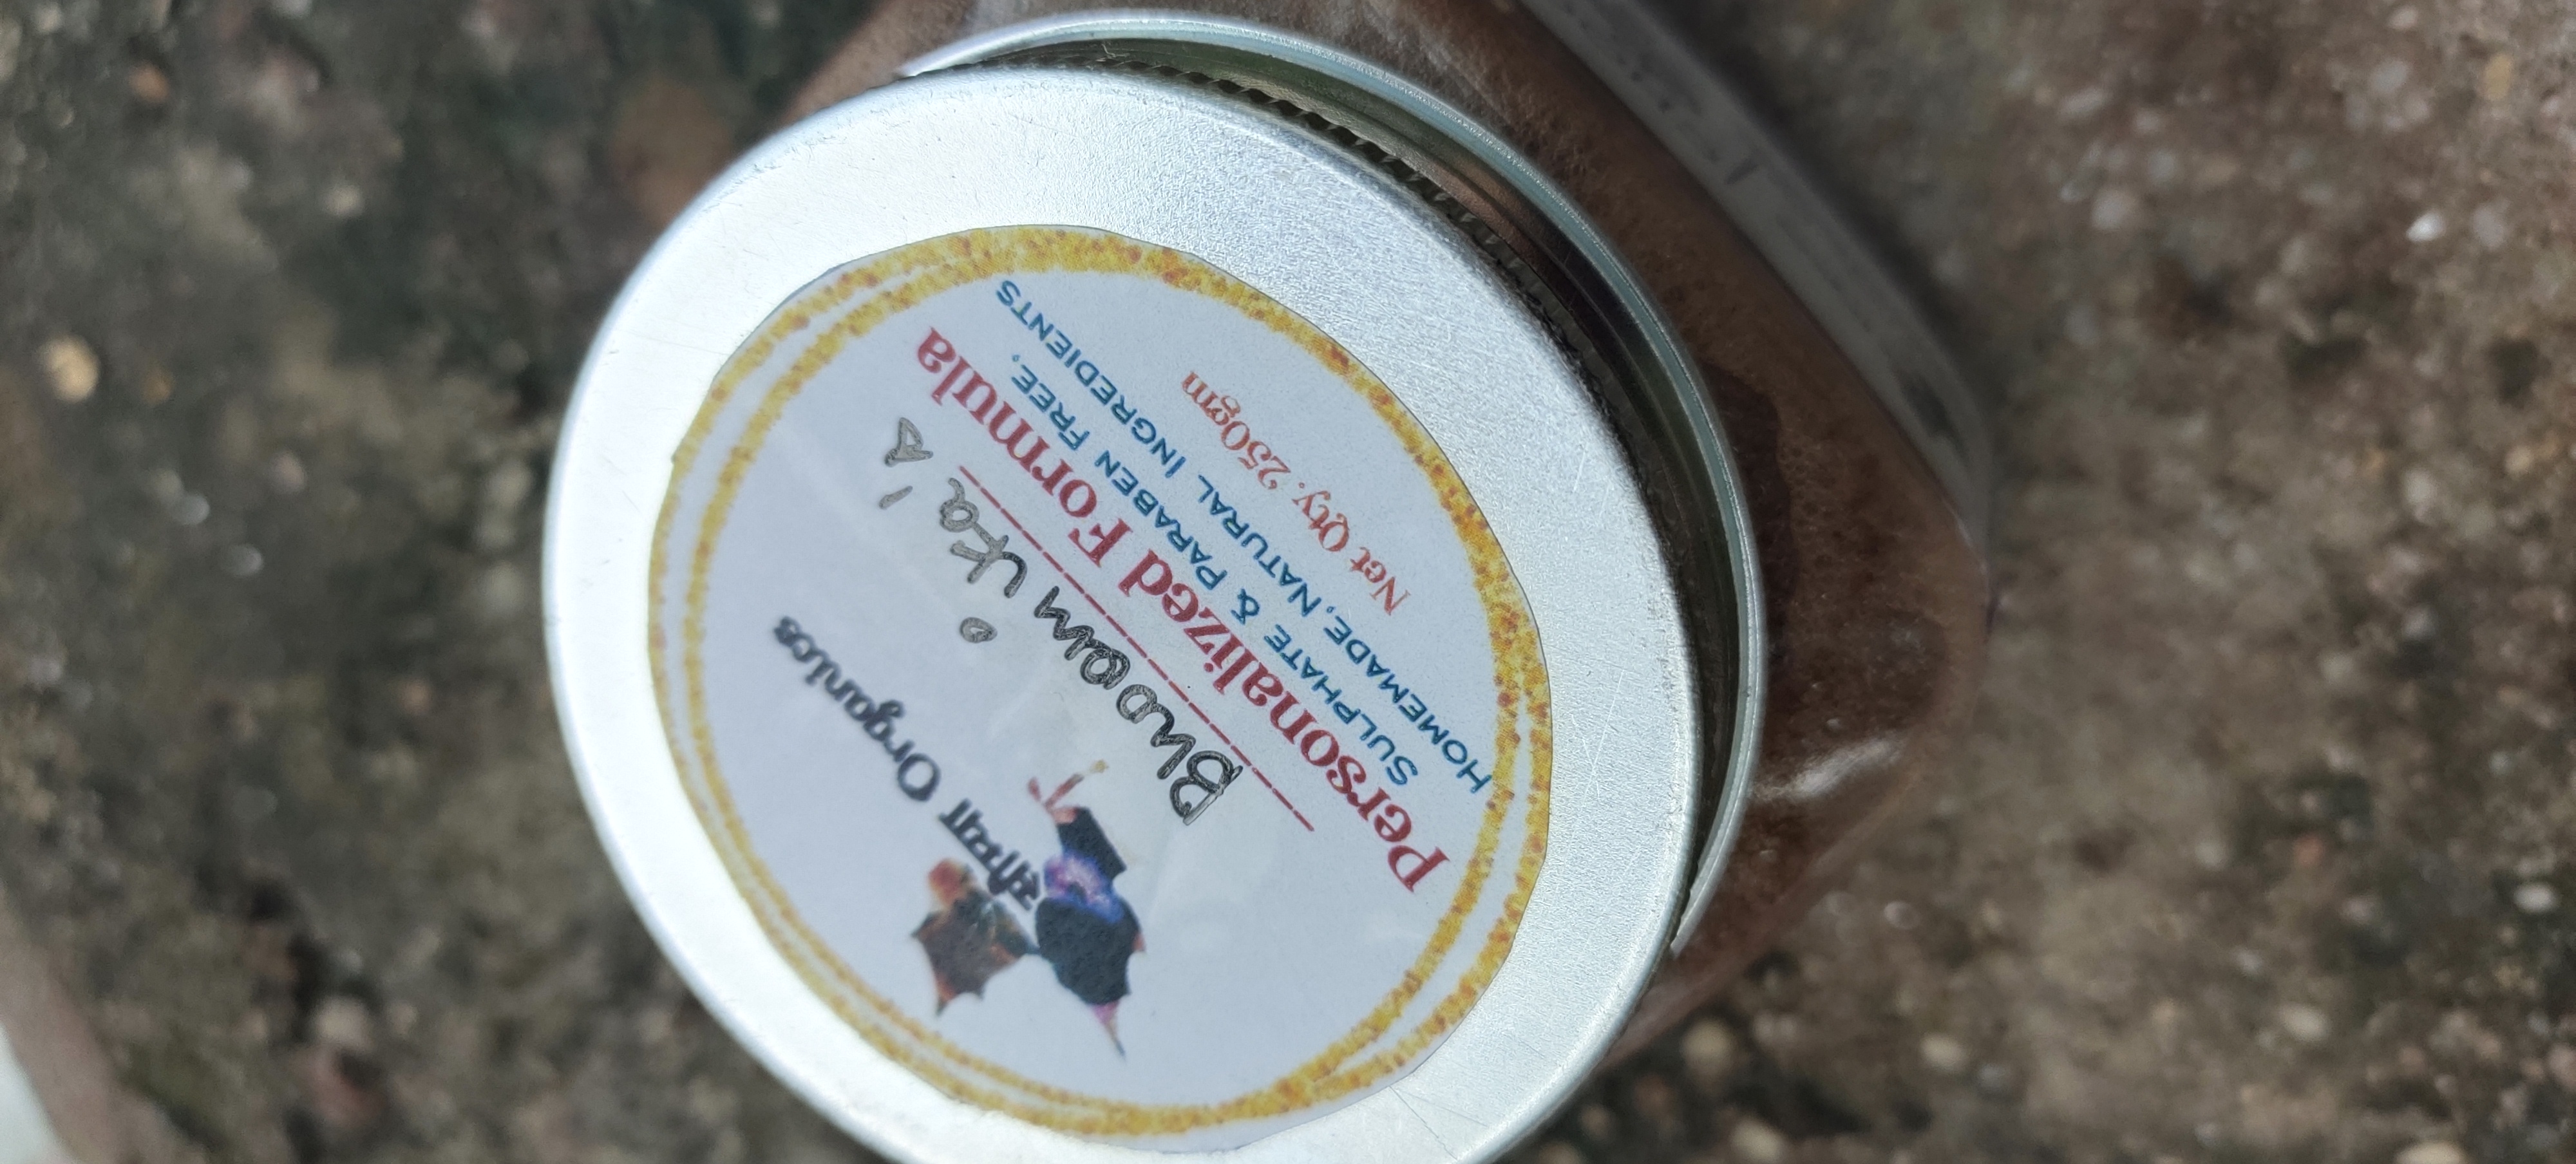 सौम्या Organics
Bhoomika's
Personalized Formula
SULPHATE & PARABEN FREE,
HOMEMADE, NATURAL INGREDIENTS
Net Qty. 250gm